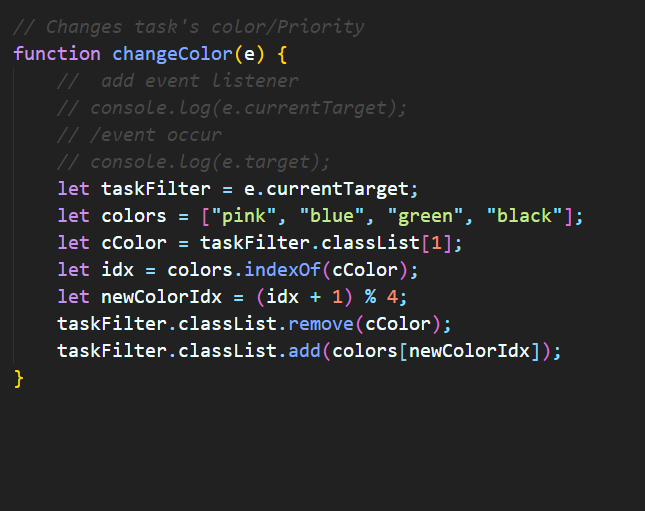 // Changes task's color/Priority
function changeColor(e) {
//  add event listener
// console.log(e.currentTarget);
// /event occur
// console.log(e.target);
let taskFilter = e.currentTarget;
let colors = ["pink", "blue", "green", "black"];
let cColor = taskFilter.classList[1];
let idx = colors.indexOf(cColor);
let newColorIdx = (idx + 1) % 4;
taskFilter.classList.remove(cColor);
taskFilter.classList.add(colors[newColorIdx]);
}